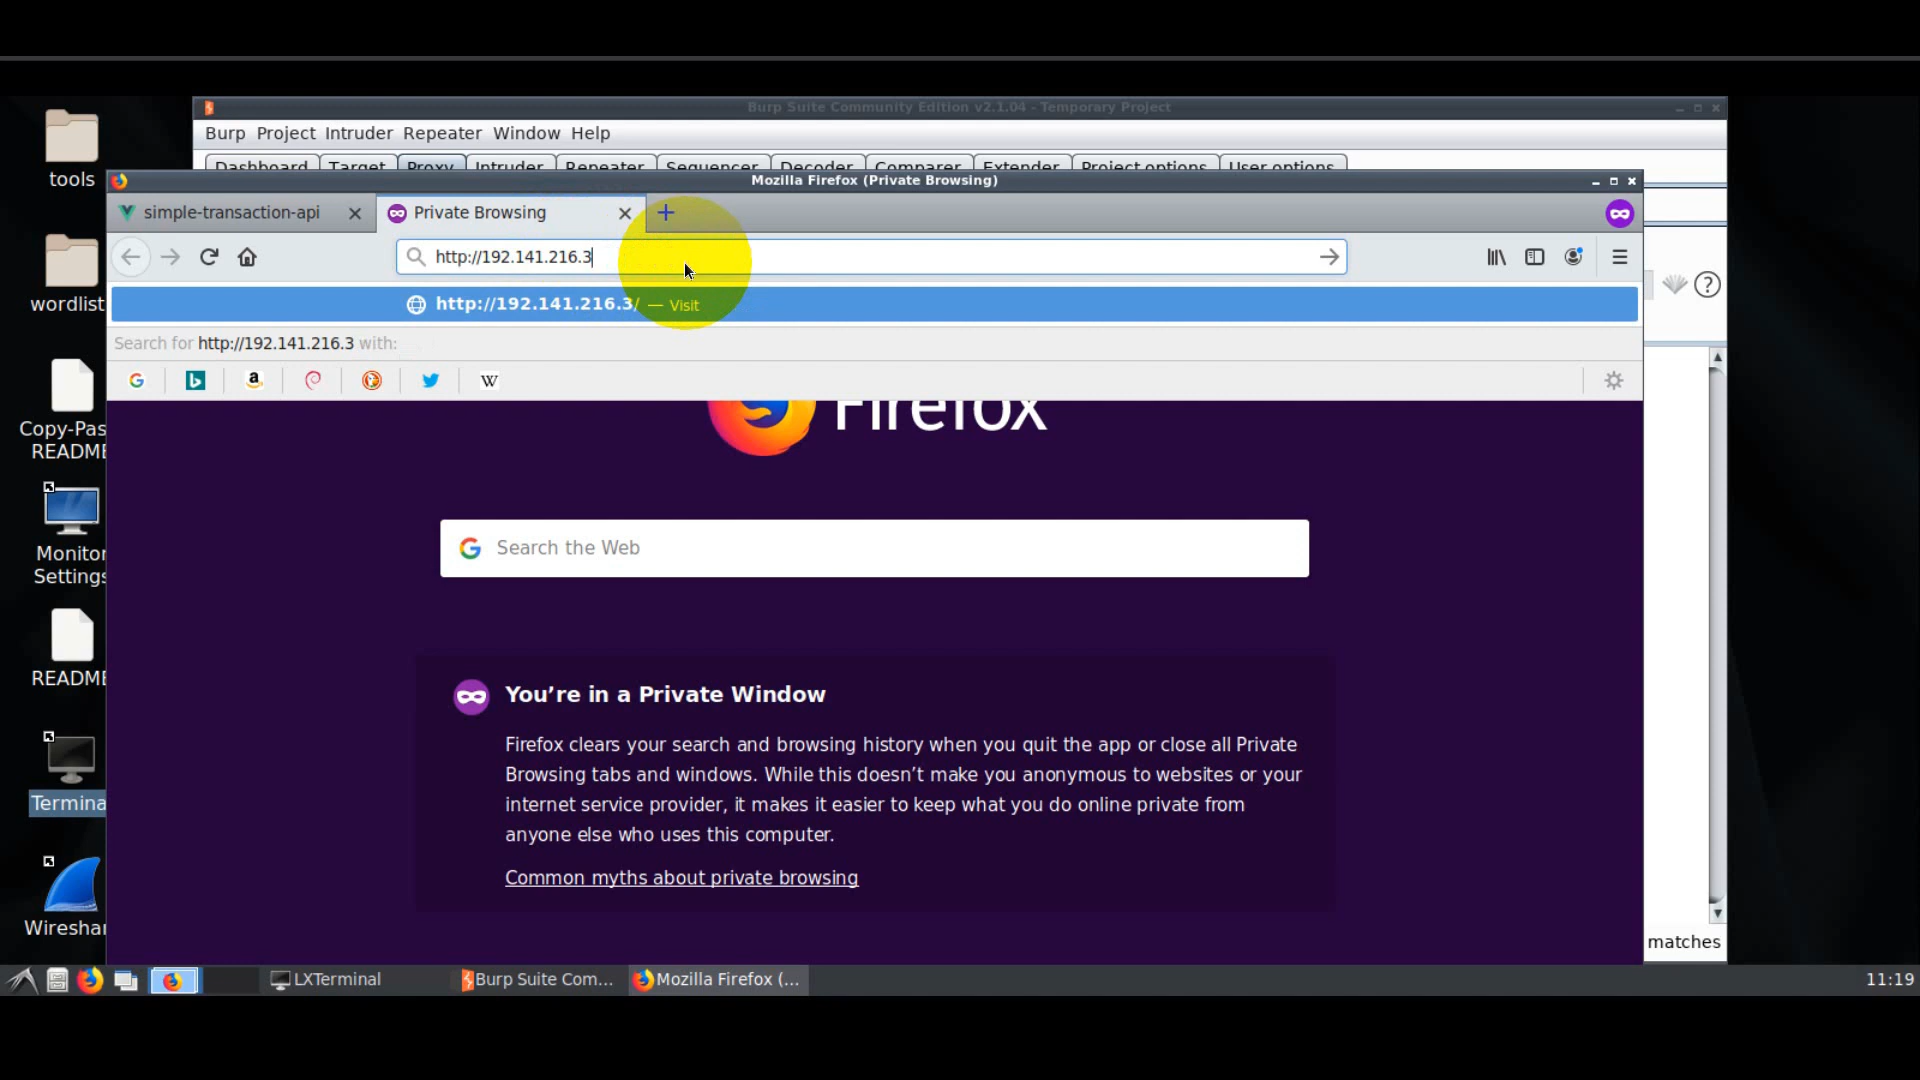 Burp Suite Community Edition v2.1.04 - Temporary Project
Burp Project Intruder Repeater Window Help
Dashboard Target Proxy Intruder Repeater Sequencer Decoder Comparer Extender Project options User options
Mozilla Firefox (Private Browsing)
simple-transaction-api
Private Browsing
http://192.141.216.3
http://192.141.216.3/ — Visit
Search for http://192.141.216.3 with:
Firefox
Search the Web
You’re in a Private Window
Firefox clears your search and browsing history when you quit the app or close all Private
Browsing tabs and windows. While this doesn’t make you anonymous to websites or your
internet service provider, it makes it easier to keep what you do online private from
anyone else who uses this computer.
Common myths about private browsing
matches
tools
wordlist
Copy-Pas
README
Monitor
Settings
README
Termina
Wireshar
LXTerminal
Burp Suite Com...
Mozilla Firefox (...
11:19